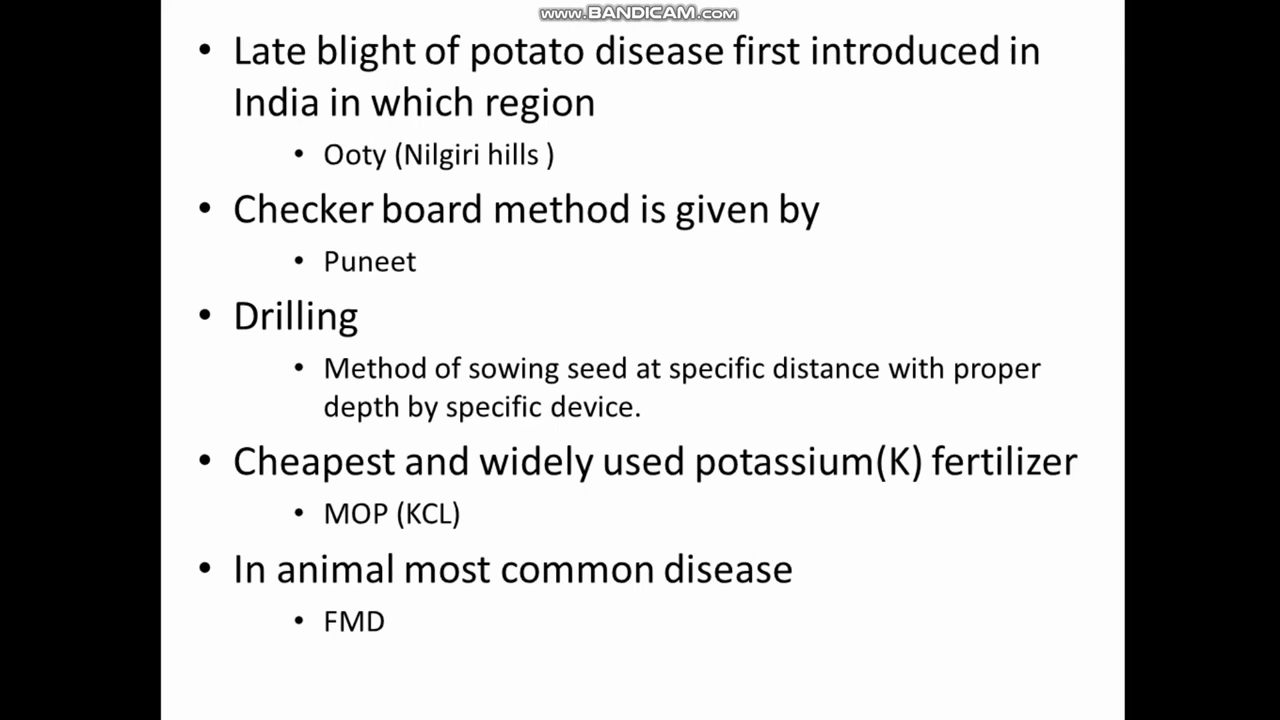 www.BANDICAM.com
• Late blight of potato disease first introduced in
India in which region
• Ooty (Nilgiri hills )
• Checker board method is given by
• Puneet
• Drilling
• Method of sowing seed at specific distance with proper
depth by specific device.
• Cheapest and widely used potassium(K) fertilizer
• MOP (KCL)
• In animal most common disease
• FMD